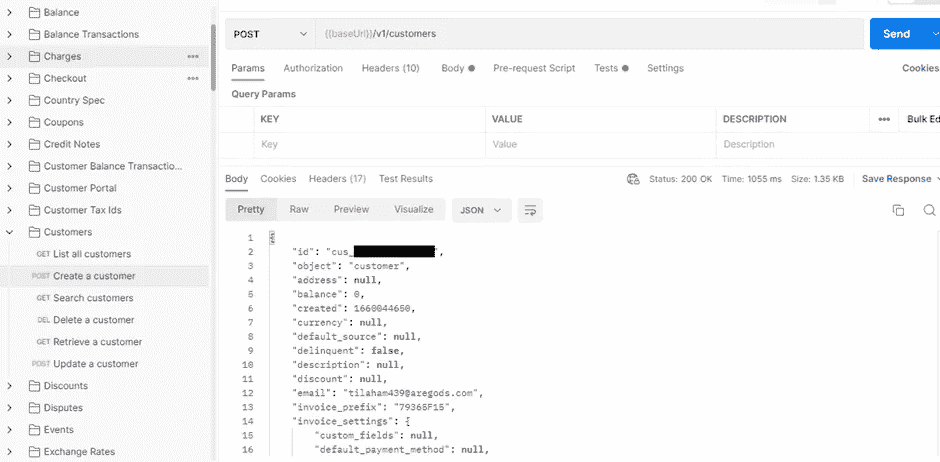 Balance
Balance Transactions
Charges
Checkout
Country Spec
Coupons
Credit Notes
Customer Balance Transactio...
Customer Portal
Customer Tax Ids
Customers
GET List all customers
POST Create a customer
GET Search customers
DEL Delete a customer
GET Retrieve a customer
POST Update a customer
Discounts
Disputes
Events
Exchange Rates
POST {{baseUrl}}/v1/customers Send
Params Authorization Headers (10) Body Pre-request Script Tests Settings Cookies
Query Params
KEY VALUE DESCRIPTION ••• Bulk Ed
Key Value Description
Body Cookies Headers (17) Test Results Status: 200 OK Time: 1055 ms Size: 1.35 KB Save Response
Pretty Raw Preview Visualize JSON
1 {
2 "id": "cus_ ",
3 "object": "customer",
4 "address": null,
5 "balance": 0,
6 "created": 1660044650,
7 "currency": null,
8 "default_source": null,
9 "delinquent": false,
10 "description": null,
11 "discount": null,
12 "email": "tilaham439@aregods.com",
13 "invoice_prefix": "79365F15",
14 "invoice_settings": {
15 "custom_fields": null,
16 "default_payment_method": null,